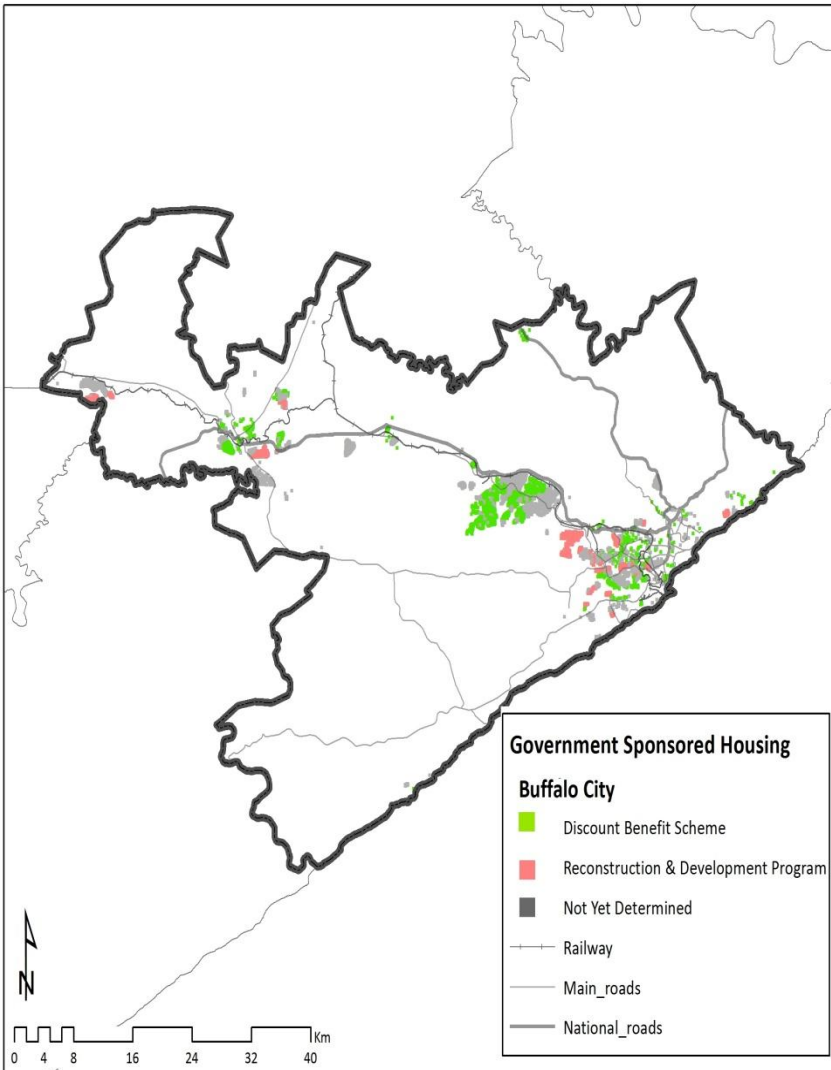 Government Sponsored Housing
Buffalo City
Discount Benefit Scheme
Reconstruction & Development Program
Not Yet Determined
Railway
Main_roads
National_roads
N
Km
0 4 8 16 24 32 40